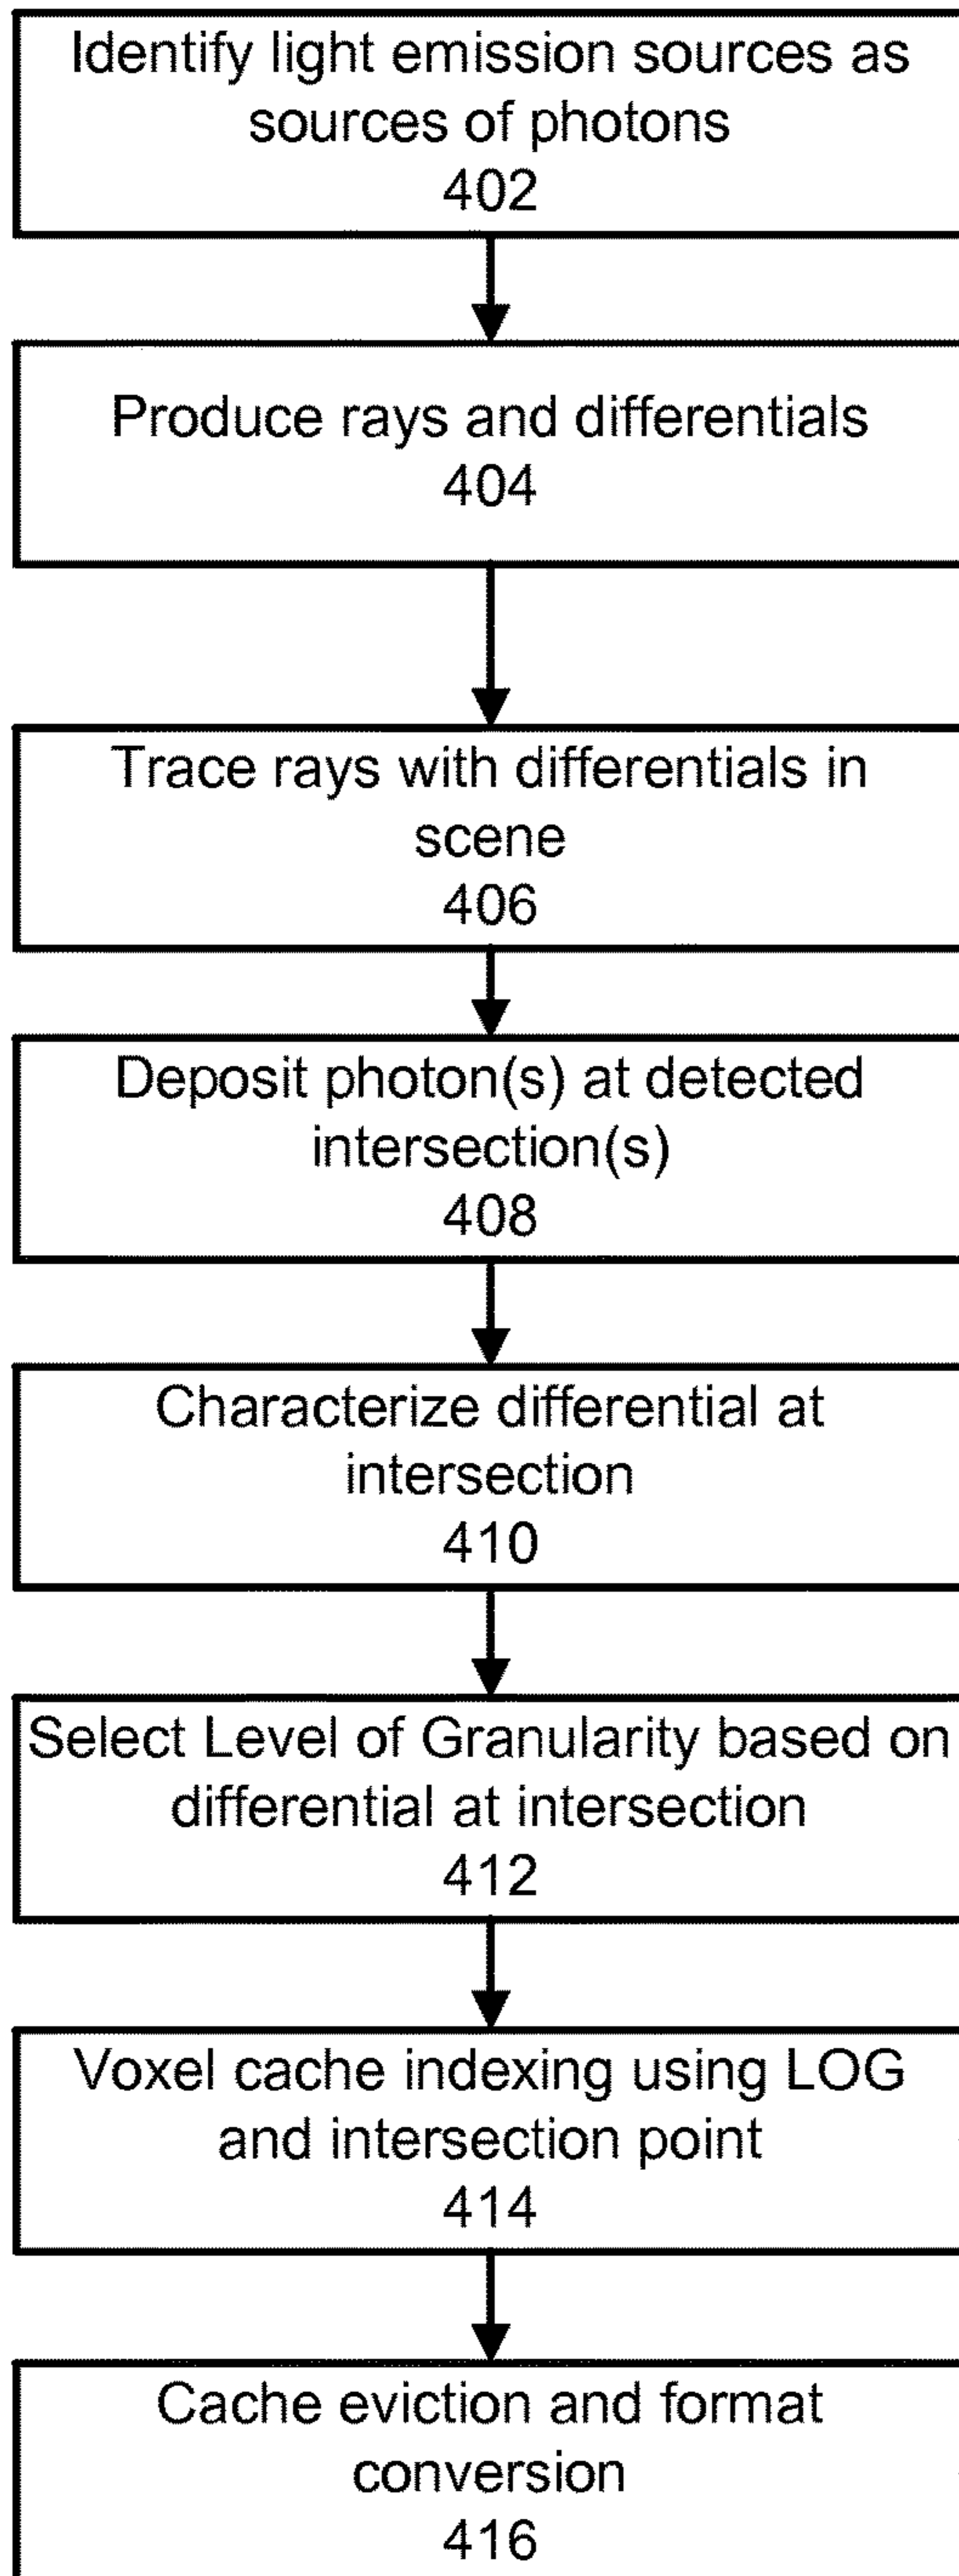 Identify light emission sources as
sources of photons
402
Produce rays and differentials
404
Trace rays with differentials in
scene
406
Deposit photon(s) at detected
intersection(s)
408
Characterize differential at
intersection
410
Select Level of Granularity based on
differential at intersection
412
Voxel cache indexing using LOG
and intersection point
414
Cache eviction and format
conversion
416